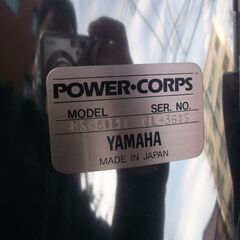 POWER•CORPS
MODEL SER. NO.
YAMAHA
MADE IN JAPAN